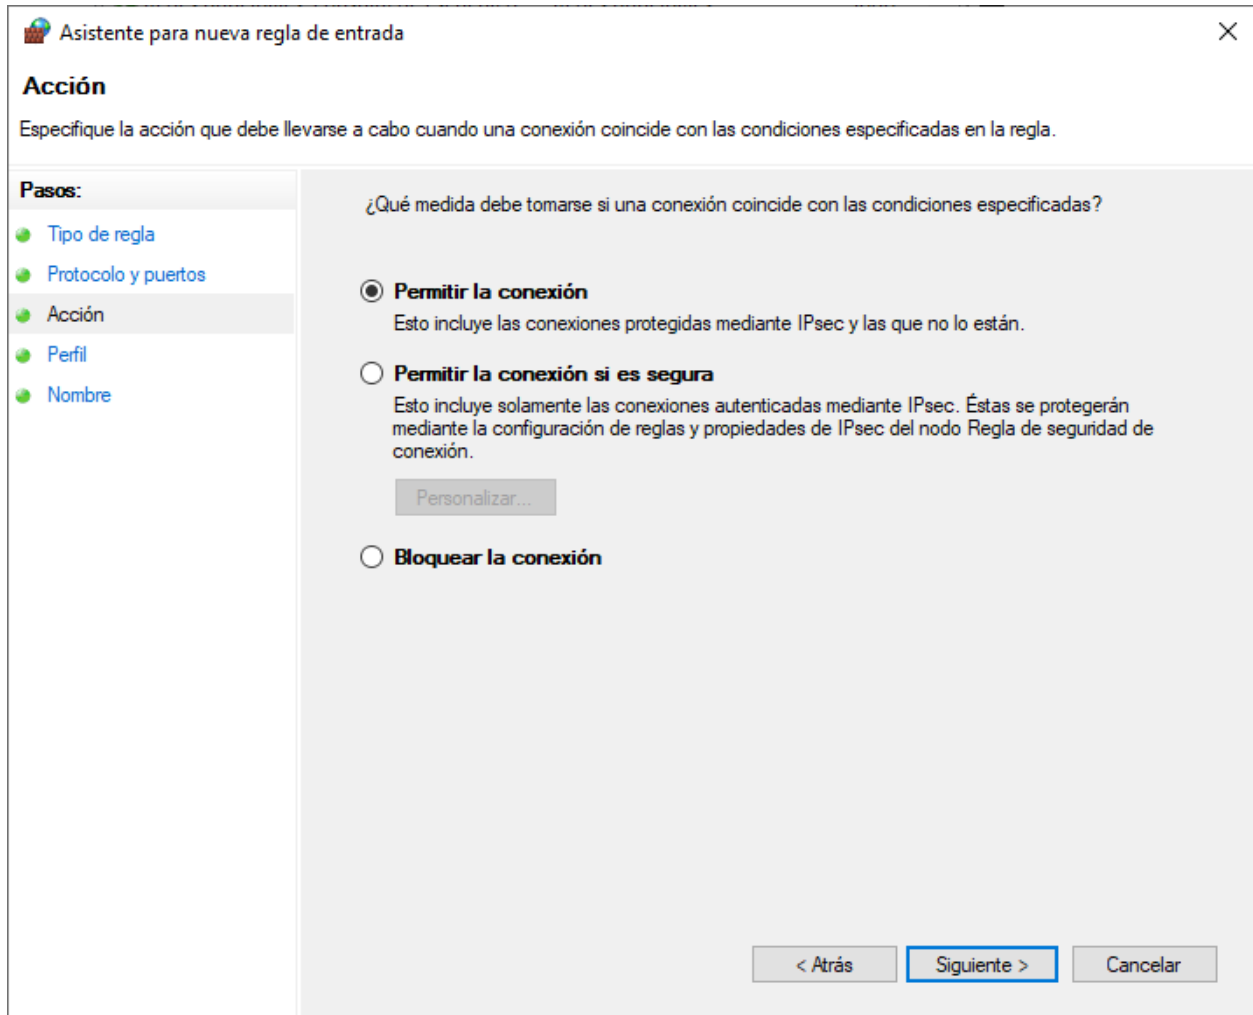 Asistente para nueva regla de entrada
Acción
Especifique la acción que debe llevarse a cabo cuando una conexión coincide con las condiciones especificadas en la regla.
Pasos:
Tipo de regla
Protocolo y puertos
Acción
Perfil
Nombre
¿Qué medida debe tomarse si una conexión coincide con las condiciones especificadas?
Permitir la conexión
Esto incluye las conexiones protegidas mediante IPsec y las que no lo están.
Permitir la conexión si es segura
Esto incluye solamente las conexiones autenticadas mediante IPsec. Éstas se protegerán
mediante la configuración de reglas y propiedades de IPsec del nodo Regla de seguridad de
conexión.
Personalizar...
Bloquear la conexión
< Atrás
Siguiente >
Cancelar